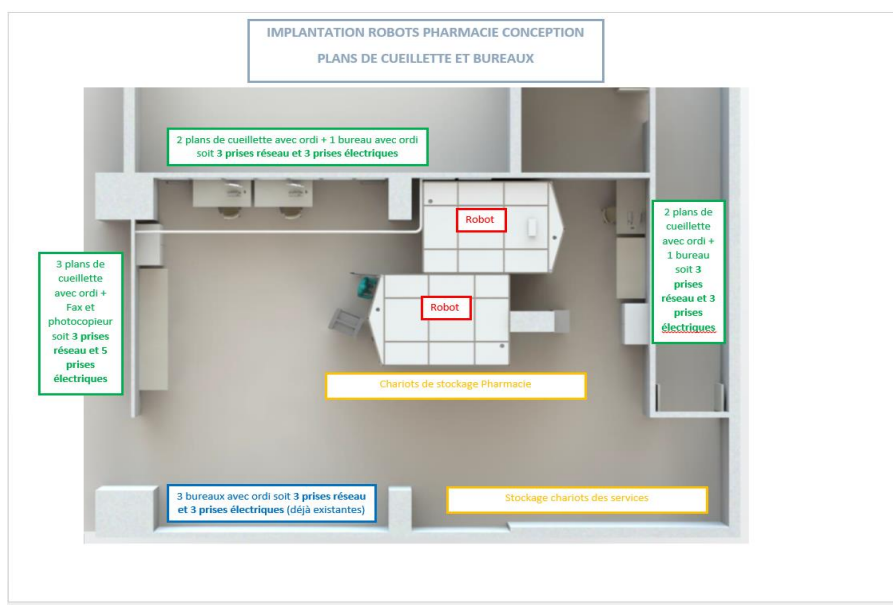 IMPLANTATION ROBOTS PHARMACIE CONCEPTION
PLANS DE CUEILLETTE ET BUREAUX
2 plans de cueillette avec ordi + 1 bureau avec ordi
soit 3 prises réseau et 3 prises électriques
Robot
2 plans de
cueillette
avec ordi +
1 bureau
soit 3
prises
réseau et 3
prises
électriques
3 plans de
cueillette
avec ordi +
Fax et
photocopieur
soit 3 prises
réseau et 5
prises
électriques
Robot
Chariots de stockage Pharmacie
3 bureaux avec ordi soit 3 prises réseau
et 3 prises électriques (déjà existantes)
Stockage chariots des services